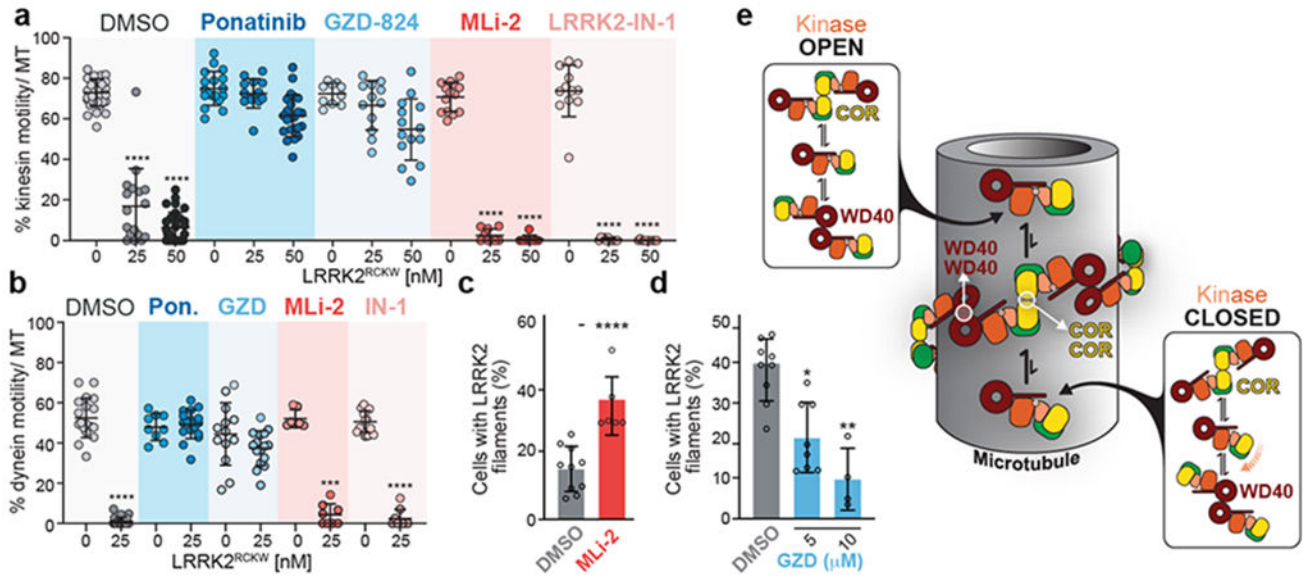 a
DMSO Ponatinib GZD-824 MLi-2 LRRK2-IN-1
% kinesin motility/ MT
100
80
60
40
20
0
**** **** **** **** **** ****
0 25 50 0 25 50 0 25 50 0 25 50 0 25 50
LRRK2RCKW [nM]
b
DMSO Pon. GZD MLi-2 IN-1
% dynein motility/ MT
100
80
60
40
20
0
**** *** ****
0 25 0 25 0 25 0 25 0 25
LRRK2RCKW [nM]
c
Cells with LRRK2
filaments (%)
60
40
20
0
- ****
DMSO MLi-2
d
Cells with LRRK2
filaments (%)
50
40
30
20
10
0
* **
DMSO 5 10
GZD (μM)
e
Kinase
OPEN
COR
WD40
WD40
WD40
COR
COR
Microtubule
Kinase
CLOSED
COR
WD40